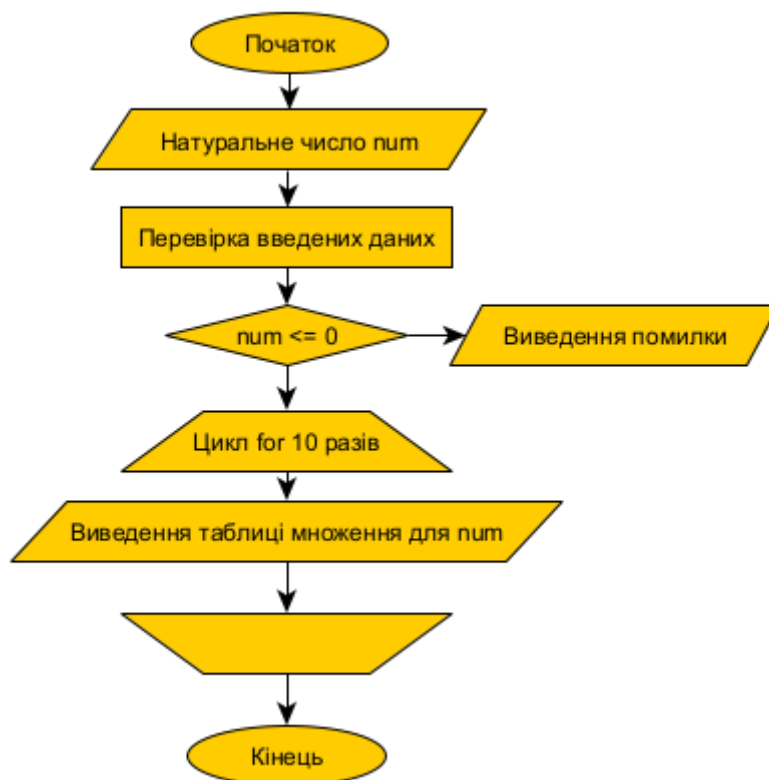 Початок
Натуральне число num
Перевірка введених даних
num <= 0
Виведення помилки
Цикл for 10 разів
Виведення таблиці множення для num
Кінець